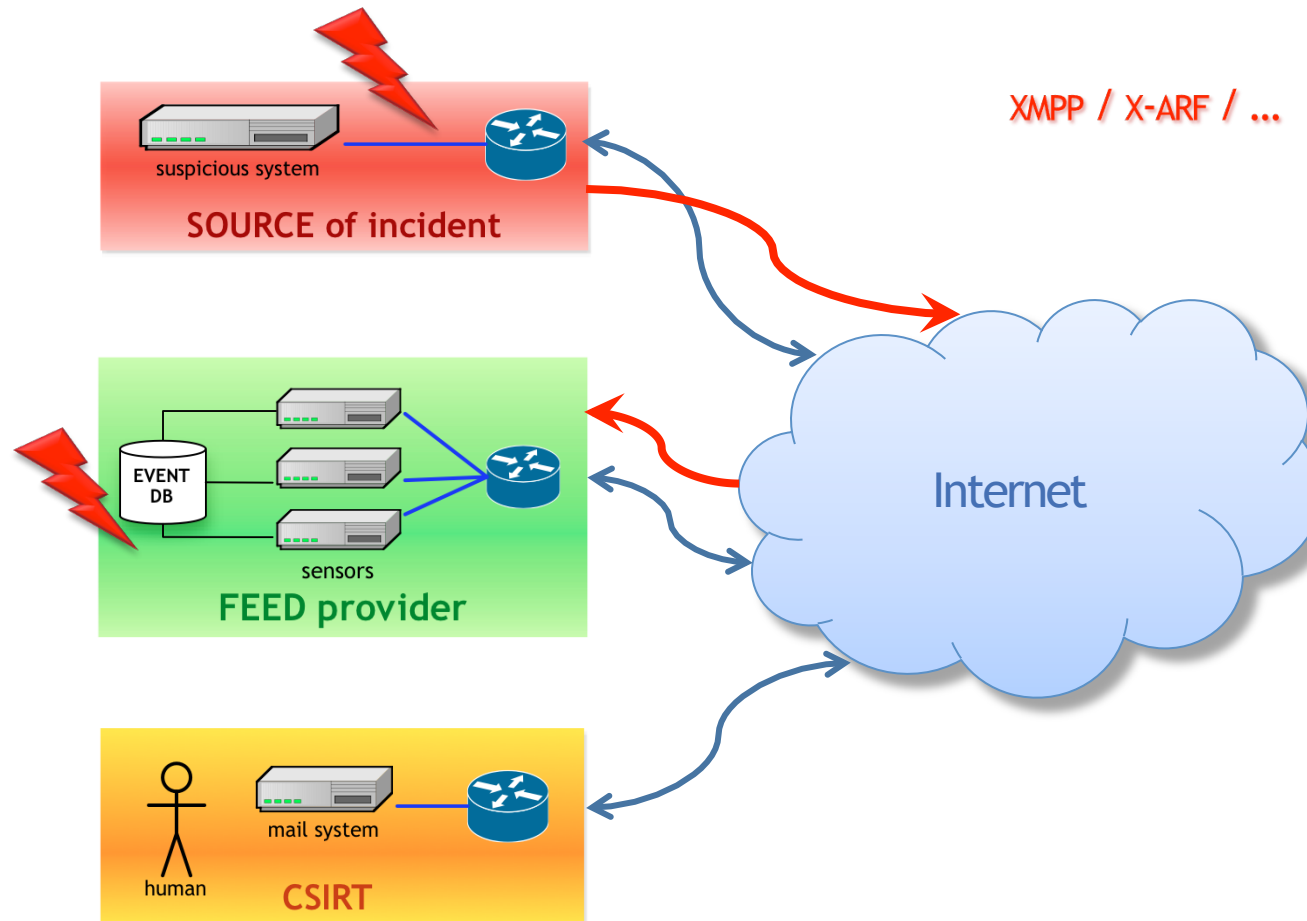 XMPP / X-ARF / ...
suspicious system
SOURCE of incident
EVENT
DB
sensors
FEED provider
Internet
mail system
human
CSIRT